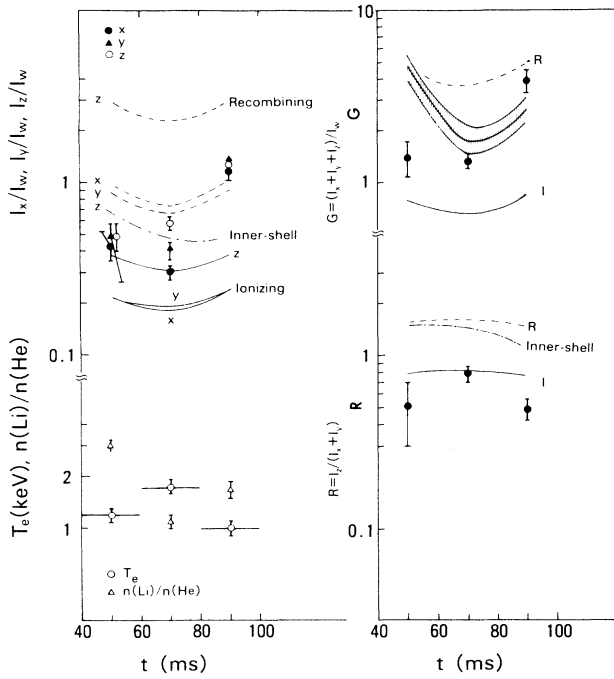 x
y
z
I_x/I_w, I_y/I_w, I_z/I_w
z
Recombining
x
y
z
Inner-shell
z
Ionizing
y
x
1
0.1
T_e(keV), n(Li)/n(He)
2
1
T_e
n(Li)/n(He)
40
60
80
100
t (ms)
10
1
G
G=(I_x+I_y+I_z)/I_w
R
I
R
Inner-shell
I
1
0.1
R
R=I_z/(I_x+I_y)
40
60
80
100
t (ms)